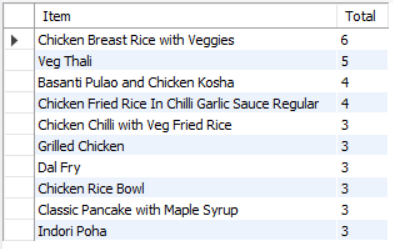 Item Total
Chicken Breast Rice with Veggies 6
Veg Thali 5
Basanti Pulao and Chicken Kosha 4
Chicken Fried Rice In Chilli Garlic Sauce Regular 4
Chicken Chilli with Veg Fried Rice 3
Grilled Chicken 3
Dal Fry 3
Chicken Rice Bowl 3
Classic Pancake with Maple Syrup 3
Indori Poha 3